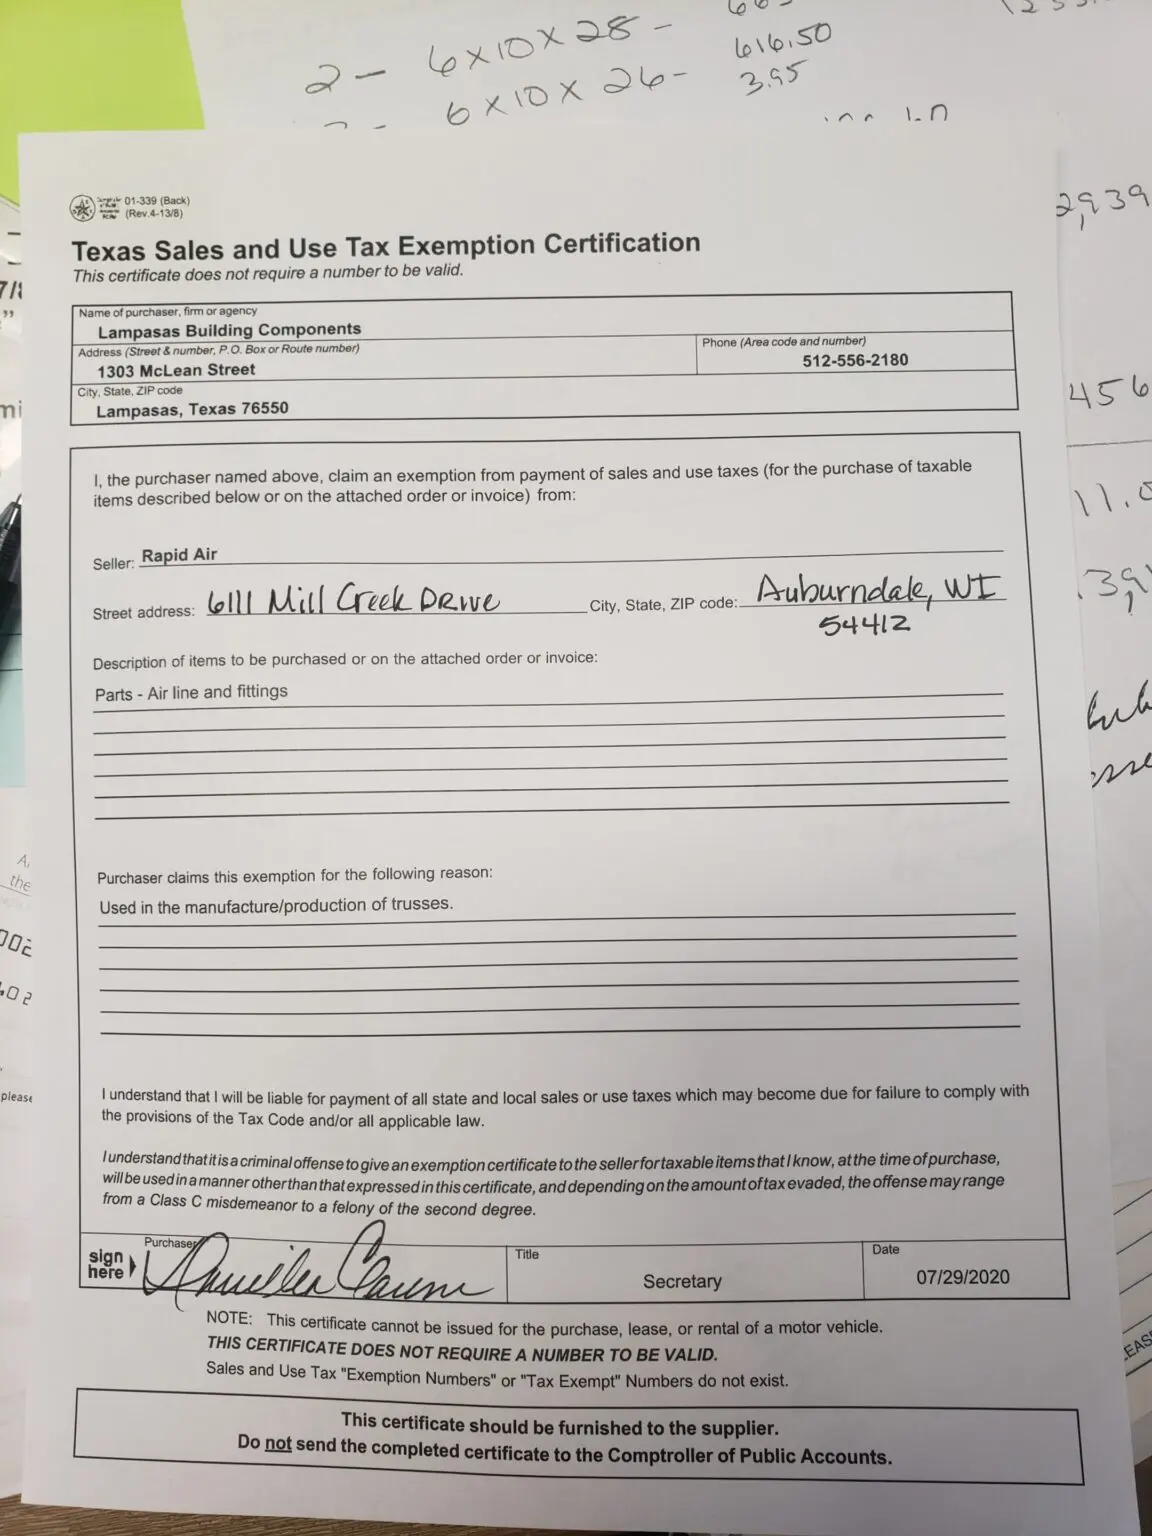 2 - 6x10x28 -
616.50
6x10x26-
3.95
2,939
456
01-339 (Back)
(Rev.4-13/8)
Texas Sales and Use Tax Exemption Certification
This certificate does not require a number to be valid.
Name of purchaser, firm or agency
Lampasas Building Components
Address (Street & number, P.O. Box or Route number)
Phone (Area code and number)
1303 McLean Street
512-556-2180
City, State, ZIP code
Lampasas, Texas 76550
I, the purchaser named above, claim an exemption from payment of sales and use taxes (for the purchase of taxable
items described below or on the attached order or invoice) from:
Seller: Rapid Air
Street address: 6111 Mill Creek Drive City, State, ZIP code: Auburndale, WI
54412
Description of items to be purchased or on the attached order or invoice:
Parts - Air line and fittings
Purchaser claims this exemption for the following reason:
Used in the manufacture/production of trusses.
please
I understand that I will be liable for payment of all state and local sales or use taxes which may become due for failure to comply with
the provisions of the Tax Code and/or all applicable law.
I understand that it is a criminal offense to give an exemption certificate to the seller for taxable items that I know, at the time of purchase,
will be used in a manner other than that expressed in this certificate, and depending on the amount of tax evaded, the offense may range
from a Class C misdemeanor to a felony of the second degree.
sign
here
Purchaser
Title
Secretary
Date
07/29/2020
NOTE: This certificate cannot be issued for the purchase, lease, or rental of a motor vehicle.
THIS CERTIFICATE DOES NOT REQUIRE A NUMBER TO BE VALID.
Sales and Use Tax "Exemption Numbers" or "Tax Exempt" Numbers do not exist.
This certificate should be furnished to the supplier.
Do not send the completed certificate to the Comptroller of Public Accounts.